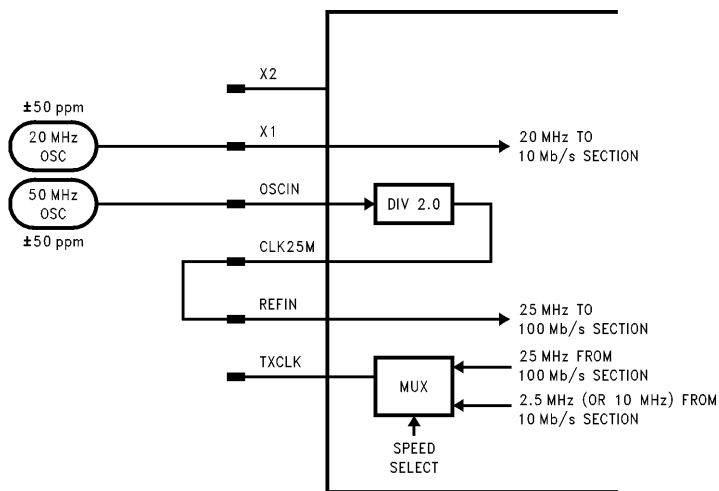 X2
±50 ppm
20 MHz
OSC
X1
20 MHz TO
10 Mb/s SECTION
50 MHz
OSC
±50 ppm
OSCIN
DIV 2.0
CLK25M
REFIN
25 MHz TO
100 Mb/s SECTION
TXCLK
MUX
25 MHz FROM
100 Mb/s SECTION
2.5 MHz (OR 10 MHz) FROM
10 Mb/s SECTION
SPEED
SELECT